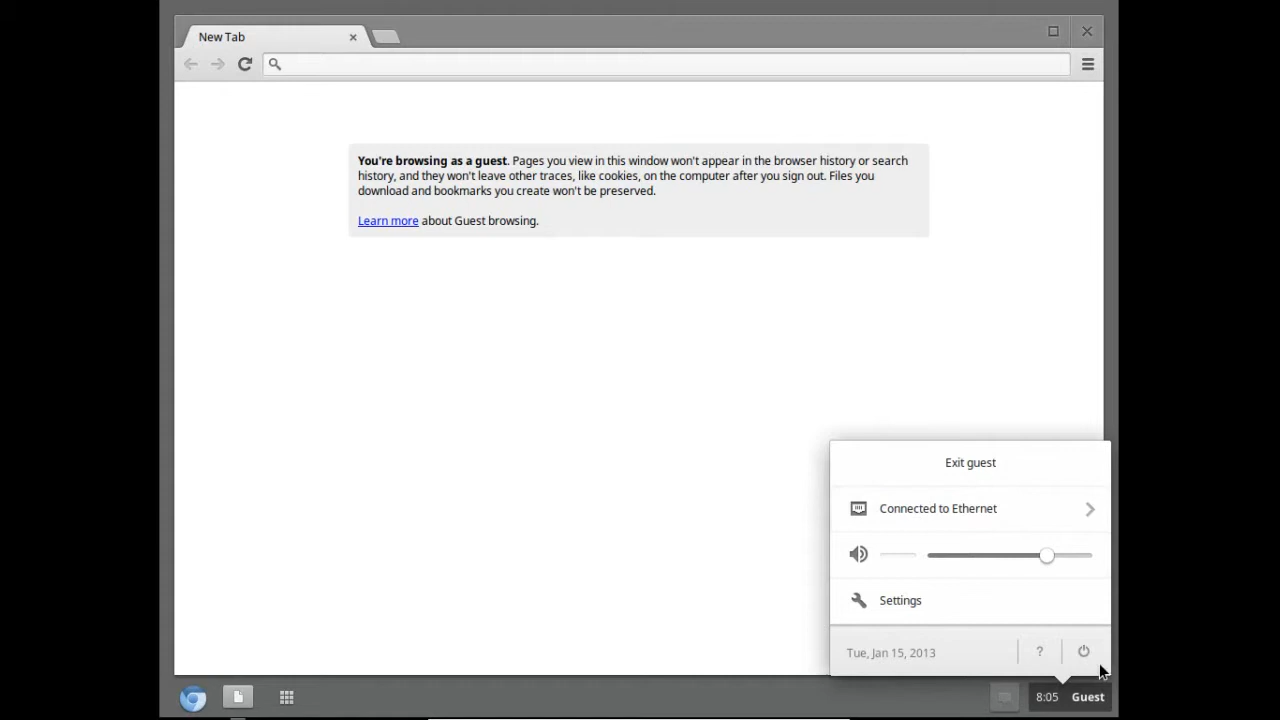 New Tab
You're browsing as a guest. Pages you view in this window won't appear in the browser history or search
history, and they won't leave other traces, like cookies, on the computer after you sign out. Files you
download and bookmarks you create won't be preserved.
Learn more about Guest browsing.
Exit guest
Connected to Ethernet
Settings
Tue, Jan 15, 2013 ?
8:05 Guest